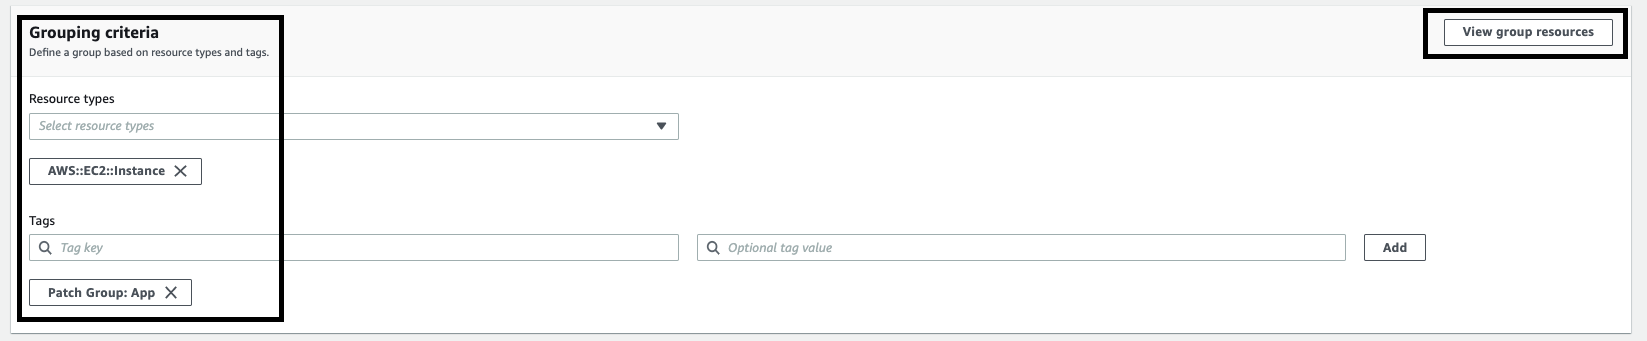 Grouping criteria
View group resources
Define a group based on resource types and tags.
Resource types
Select resource types
AWS::EC2::Instance
Tags
Tag key
Optional tag value
Add
Patch Group: App